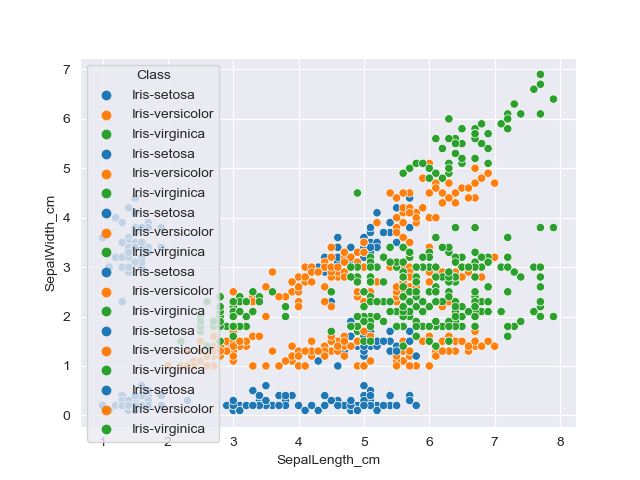 7
6
5
4
3
2
1
0
SepalWidth_cm
Class
Iris-setosa
Iris-versicolor
Iris-virginica
Iris-setosa
Iris-versicolor
Iris-virginica
Iris-setosa
Iris-versicolor
Iris-virginica
Iris-setosa
Iris-versicolor
Iris-virginica
Iris-setosa
Iris-versicolor
Iris-virginica
Iris-setosa
Iris-versicolor
Iris-virginica
1 2 3 4 5 6 7 8
SepalLength_cm